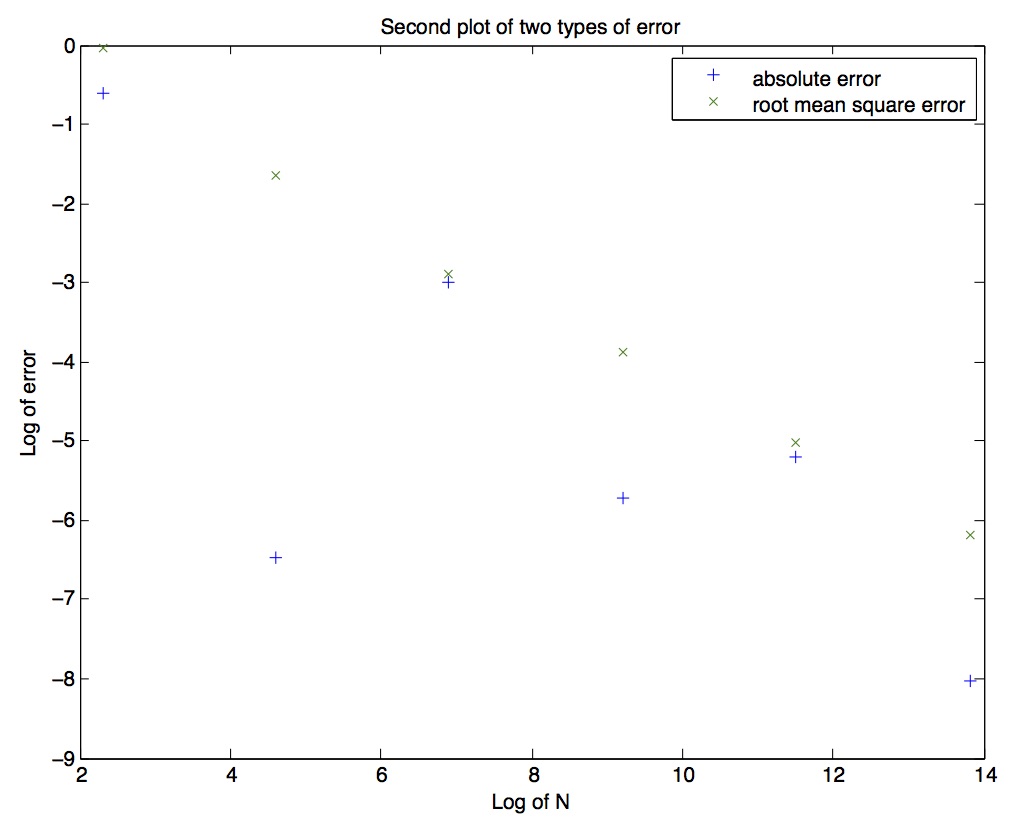 Second plot of two types of error
absolute error
root mean square error
0
−1
−2
−3
−4
−5
−6
−7
−8
−9
Log of error
2 4 6 8 10 12 14
Log of N